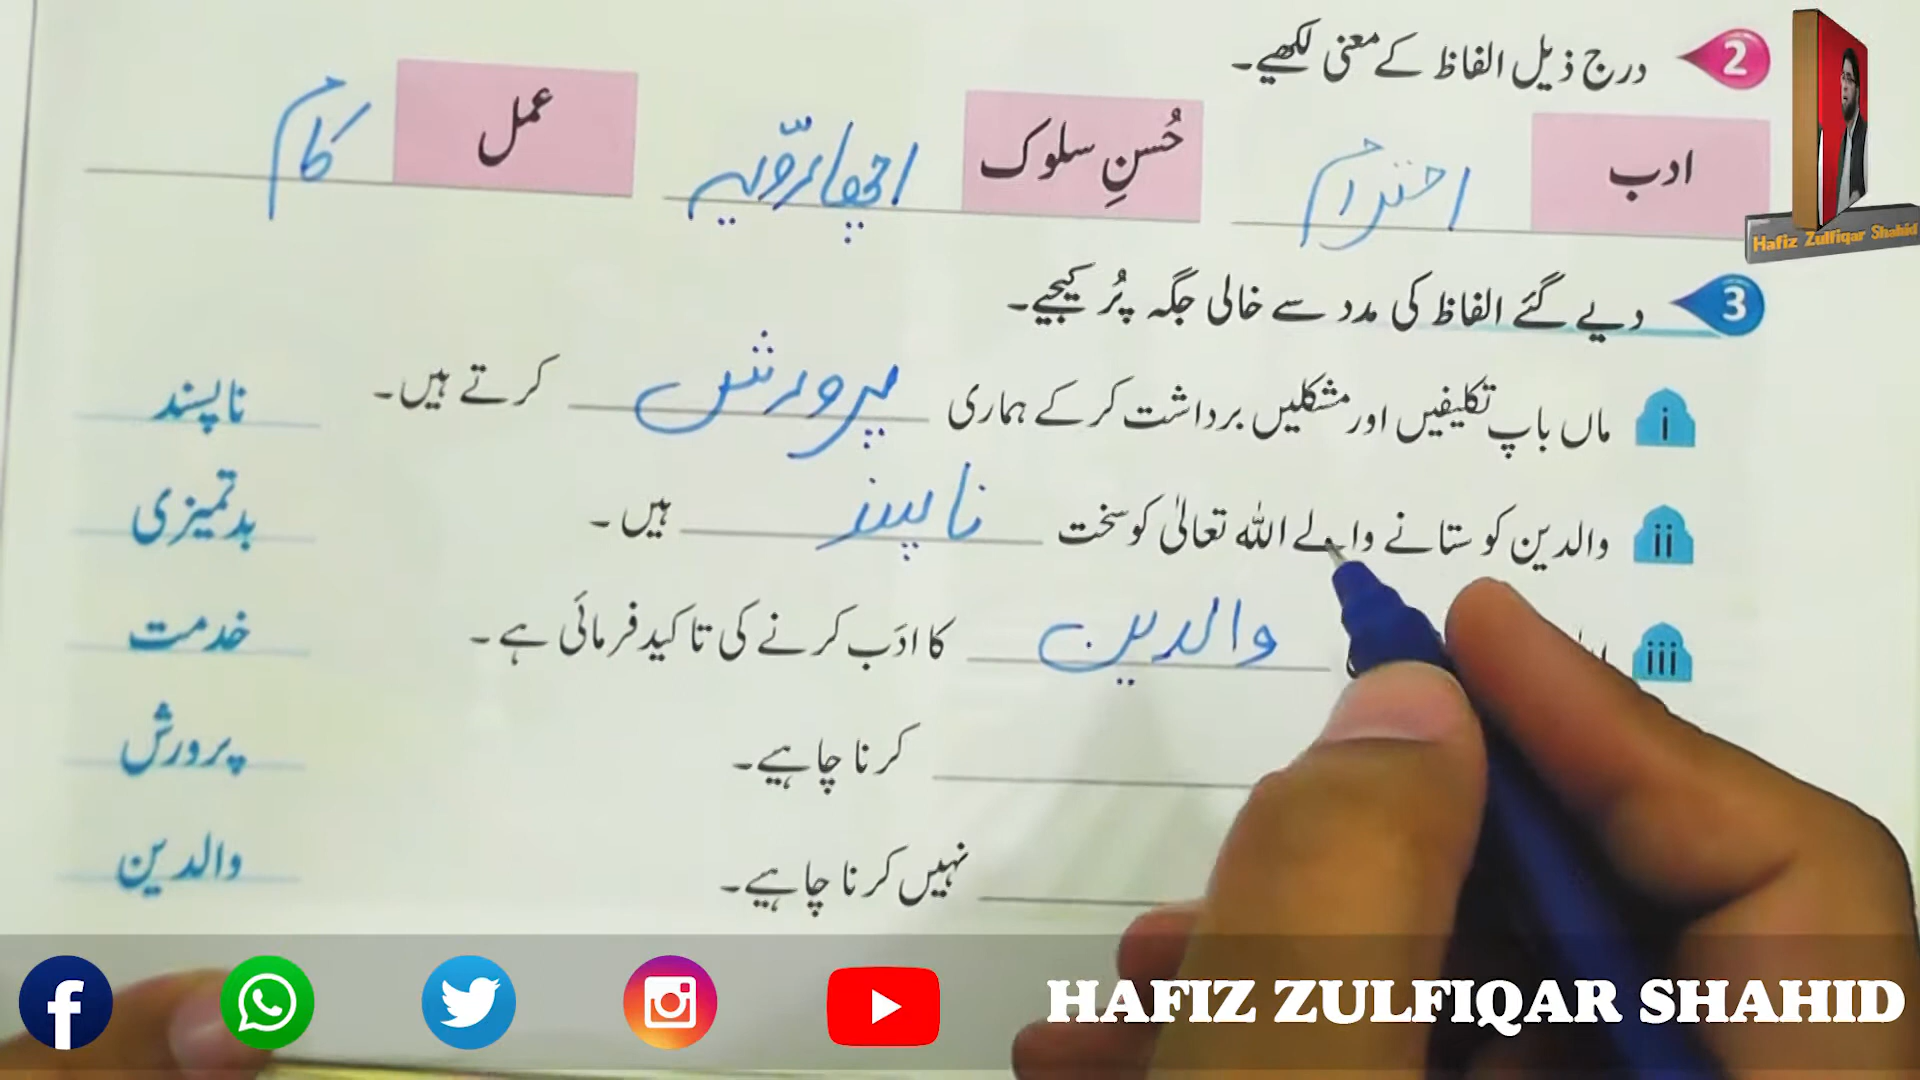 2 درج ذیل الفاظ کے معنی لکھیے۔
ادب احترام حُسنِ سلوک اچھا رویّہ عمل کام
Hafiz Zulfiqar Shahid
3 دیے گئے الفاظ کی مدد سے خالی جگہ پُر کیجیے۔
i ماں باپ تکلیفیں اور مشکلیں برداشت کر کے ہماری پرورش کرتے ہیں۔
ناپسند
ii والدین کو ستانے والے اللہ تعالیٰ کو سخت ناپسند ہیں۔
بدتمیزی
iii والدین کا ادَب کرنے کی تاکید فرمائی ہے۔
خدمت
کرنا چاہیے۔
پرورش
نہیں کرنا چاہیے۔
والدین
HAFIZ ZULFIQAR SHAHID